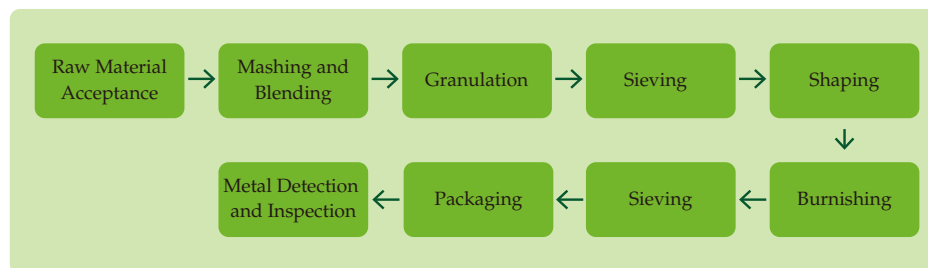 Raw Material
Acceptance
Mashing and
Blending
Granulation
Sieving
Shaping
Burnishing
Sieving
Packaging
Metal Detection
and Inspection